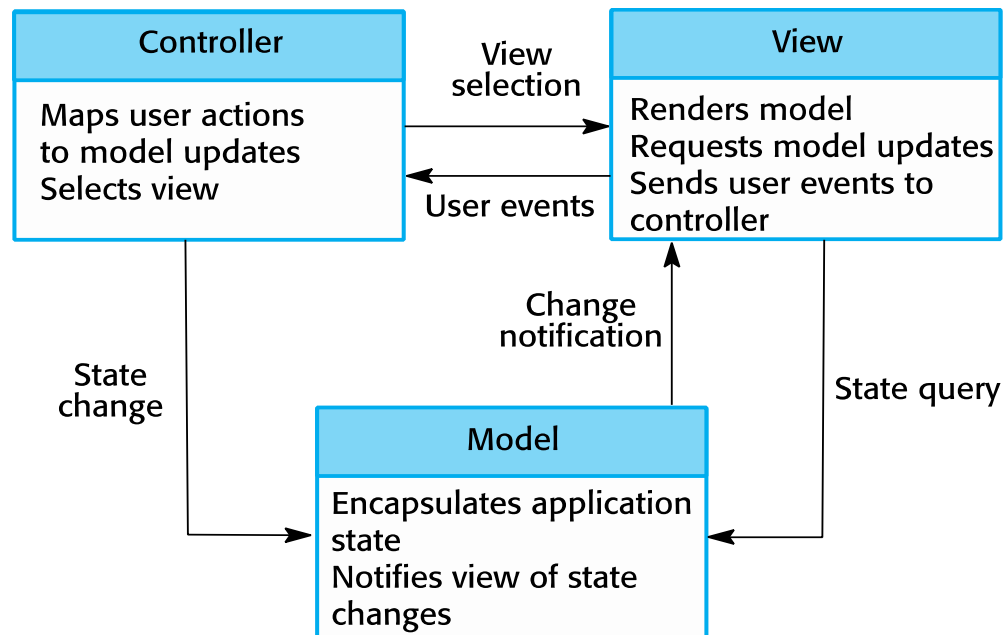 Controller
Maps user actions
to model updates
Selects view
View
selection
User events
View
Renders model
Requests model updates
Sends user events to
controller
State
change
Change
notification
State query
Model
Encapsulates application
state
Notifies view of state
changes